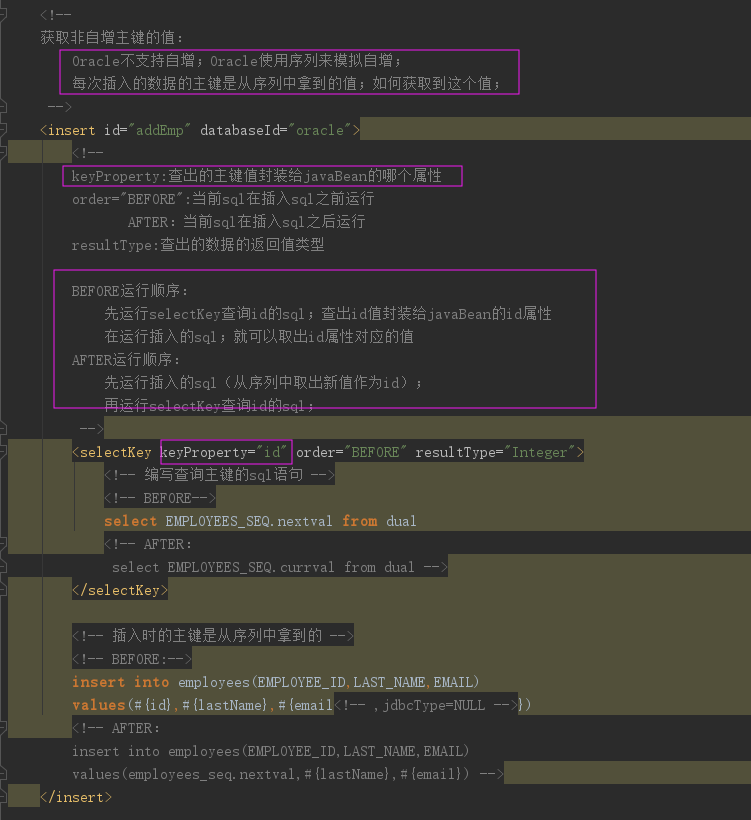 <!--
获取非自增主键的值：
Oracle不支持自增；Oracle使用序列来模拟自增；
每次插入的数据的主键是从序列中拿到的值；如何获取到这个值；
-->
<insert id="addEmp" databaseId="oracle">
<!--
keyProperty:查出的主键值封装给javaBean的哪个属性
order="BEFORE":当前sql在插入sql之前运行
AFTER：当前sql在插入sql之后运行
resultType:查出的数据的返回值类型
BEFORE运行顺序：
先运行selectKey查询id的sql；查出id值封装给javaBean的id属性
在运行插入的sql；就可以取出id属性对应的值
AFTER运行顺序：
先运行插入的sql（从序列中取出新值作为id）；
再运行selectKey查询id的sql；
-->
<selectKey keyProperty="id" order="BEFORE" resultType="Integer">
<!-- 编写查询主键的sql语句 -->
<!-- BEFORE-->
select EMPLOYEES_SEQ.nextval from dual
<!-- AFTER：
select EMPLOYEES_SEQ.currval from dual -->
</selectKey>
<!-- 插入时的主键是从序列中拿到的 -->
<!-- BEFORE:-->
insert into employees(EMPLOYEE_ID,LAST_NAME,EMAIL)
values(#{id},#{lastName},#{email<!-- ,jdbcType=NULL -->})
<!-- AFTER：
insert into employees(EMPLOYEE_ID,LAST_NAME,EMAIL)
values(employees_seq.nextval,#{lastName},#{email}) -->
</insert>